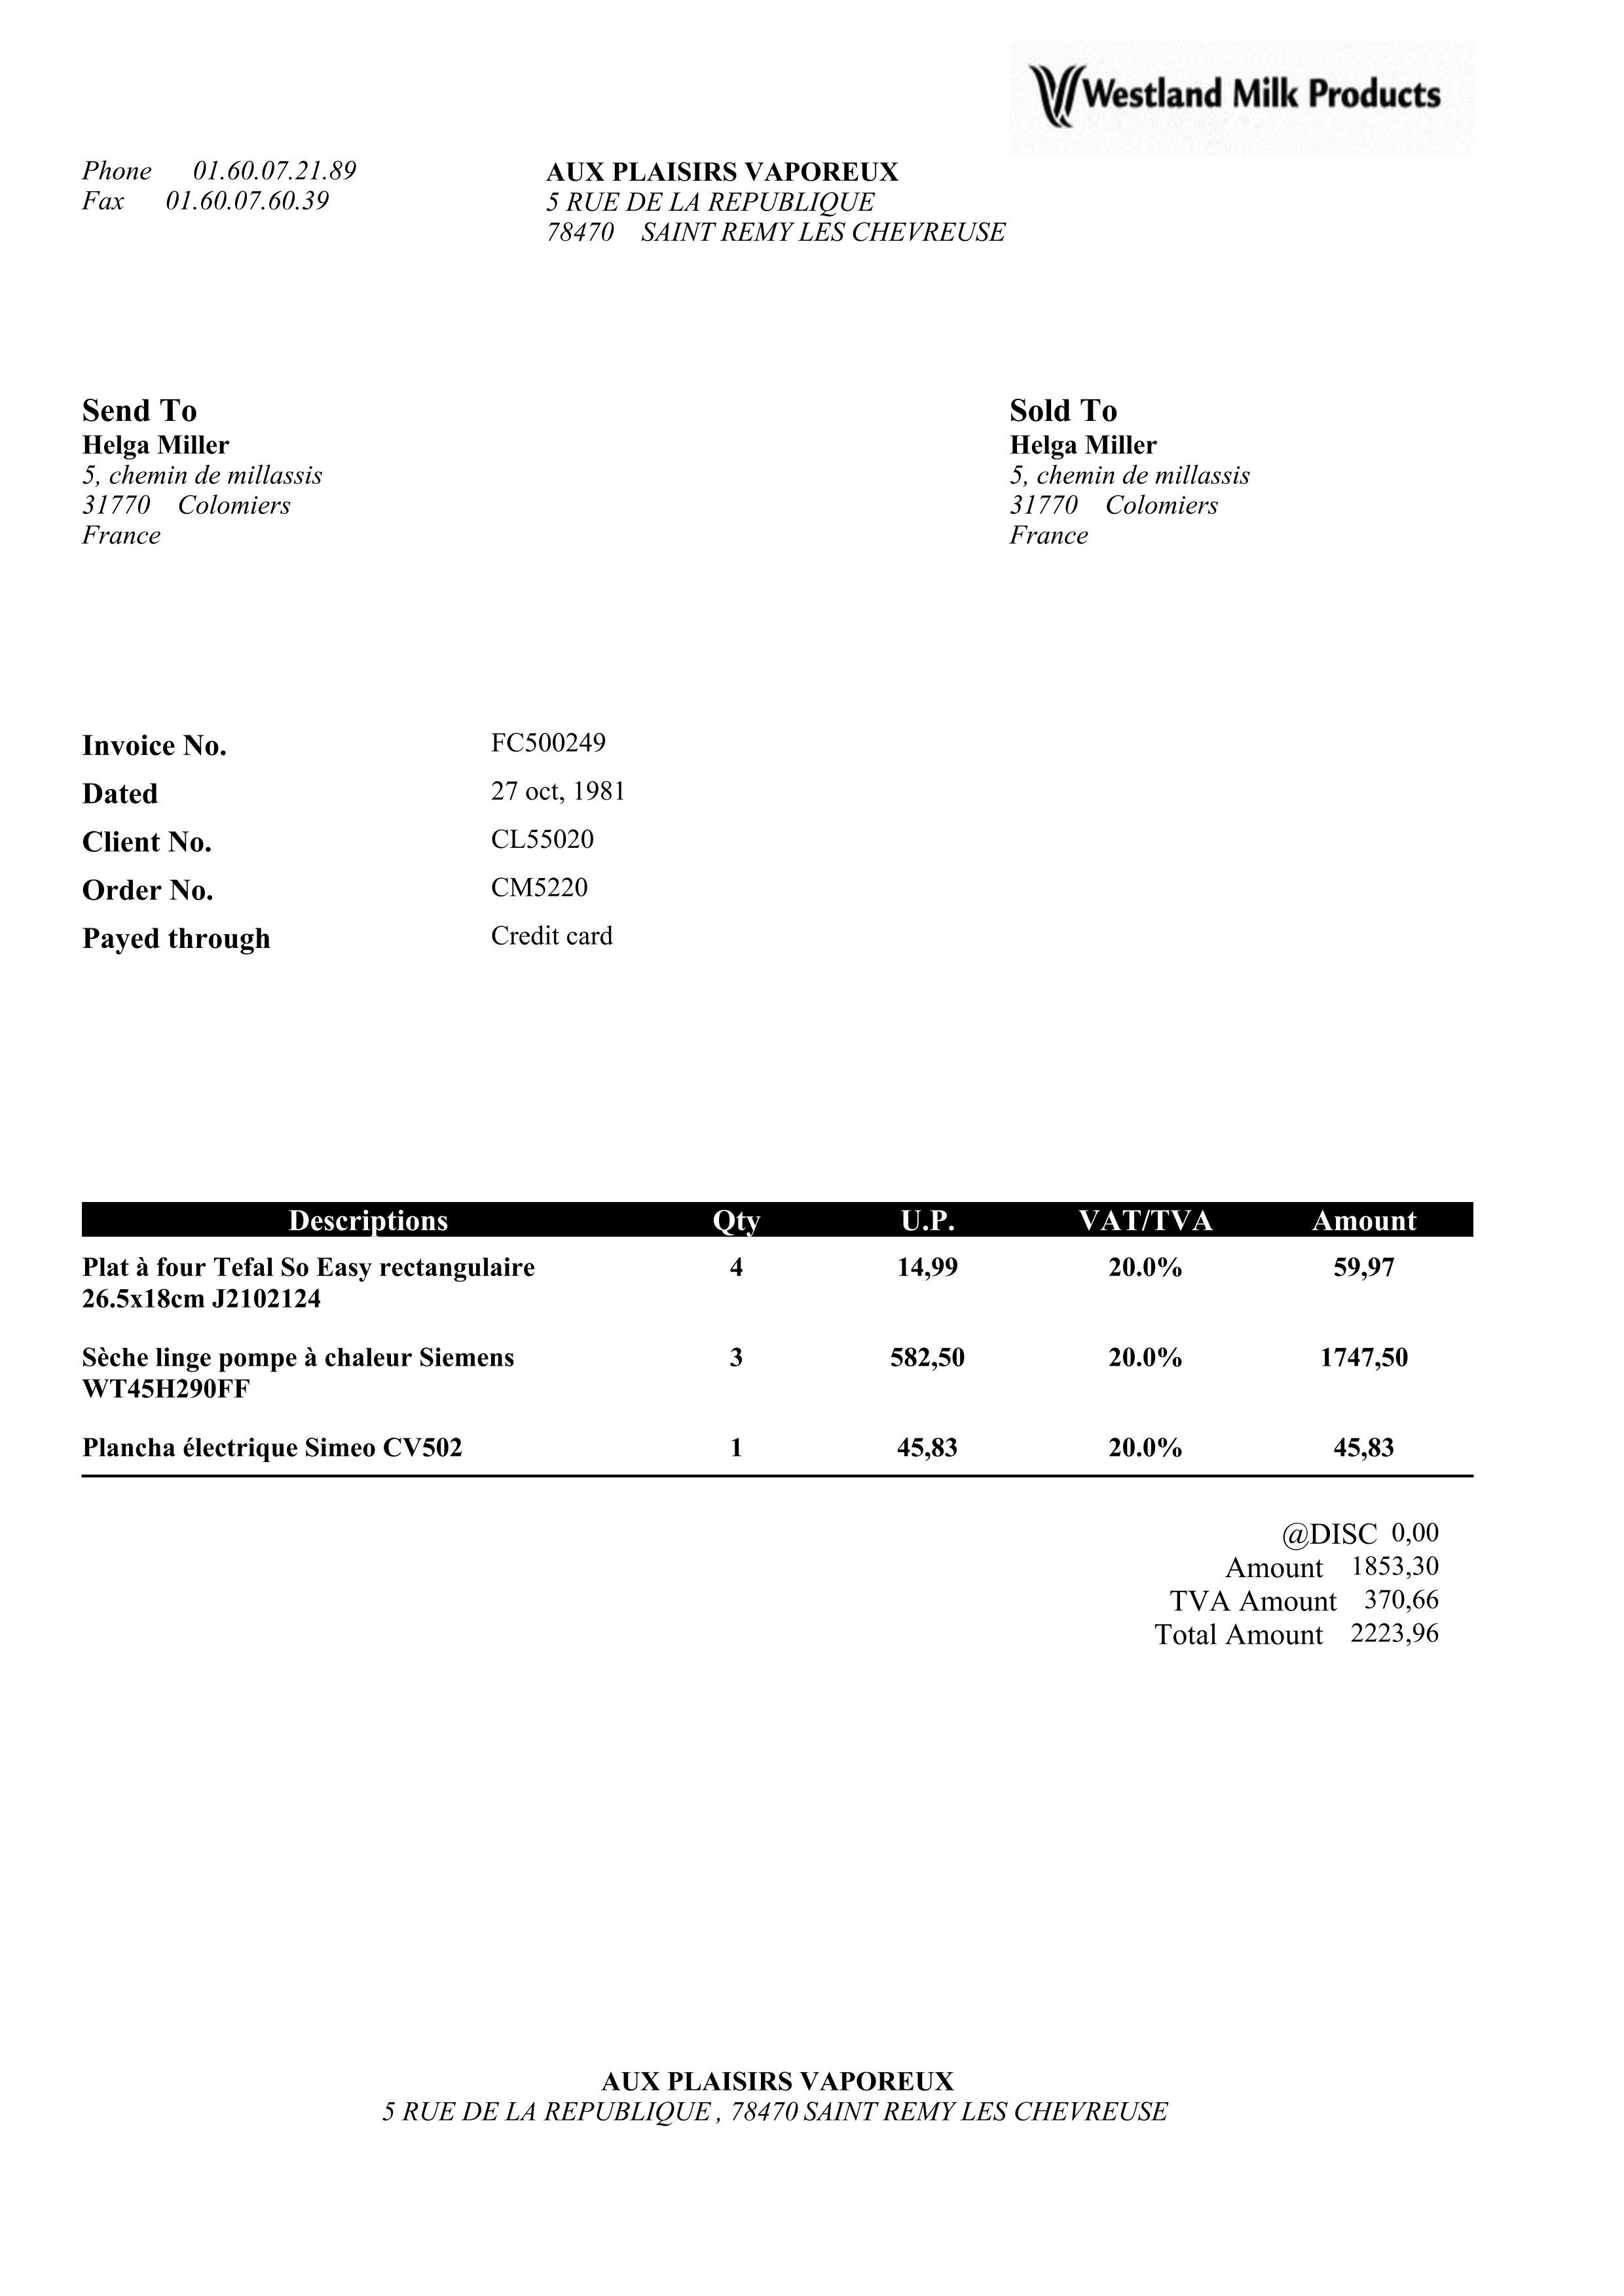 Westland Milk Products
Phone 01.60.07.21.89
Fax 01.60.07.60.39
AUX PLAISIRS VAPOREUX
5 RUE DE LA REPUBLIQUE
78470 SAINT REMY LES CHEVREUSE
Send To
Helga Miller
5, chemin de millassis
31770 Colomiers
France
Sold To
Helga Miller
5, chemin de millassis
31770 Colomiers
France
Invoice No. FC500249
Dated 27 oct, 1981
Client No. CL55020
Order No. CM5220
Payed through Credit card
Descriptions Qty U.P. VAT/TVA Amount
Plat à four Tefal So Easy rectangulaire 4 14,99 20.0% 59,97
26.5x18cm J2102124
Sèche linge pompe à chaleur Siemens 3 582,50 20.0% 1747,50
WT45H290FF
Plancha électrique Simeo CV502 1 45,83 20.0% 45,83
@DISC 0,00
Amount 1853,30
TVA Amount 370,66
Total Amount 2223,96
AUX PLAISIRS VAPOREUX
5 RUE DE LA REPUBLIQUE , 78470 SAINT REMY LES CHEVREUSE